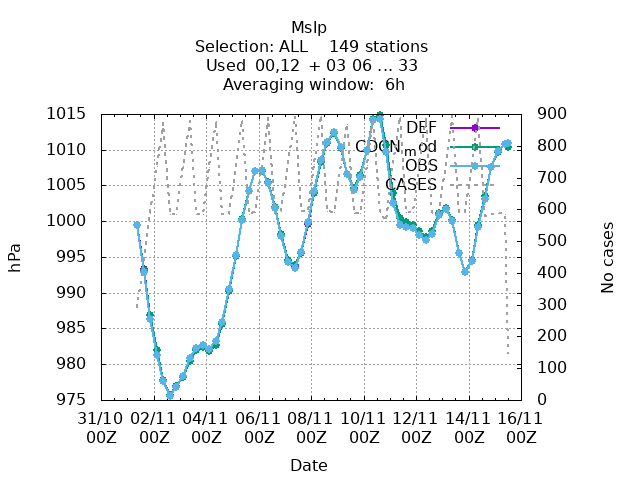 Mslp
Selection: ALL    149 stations
Used  00,12  + 03 06 ... 33
Averaging window:  6h
1015
1010
1005
1000
995
990
985
980
975
hPa
900
800
700
600
500
400
300
200
100
0
No cases
DEF
OBS
CASES
31/10 00Z
02/11 00Z
04/11 00Z
06/11 00Z
08/11 00Z
10/11 00Z
12/11 00Z
14/11 00Z
16/11 00Z
Date